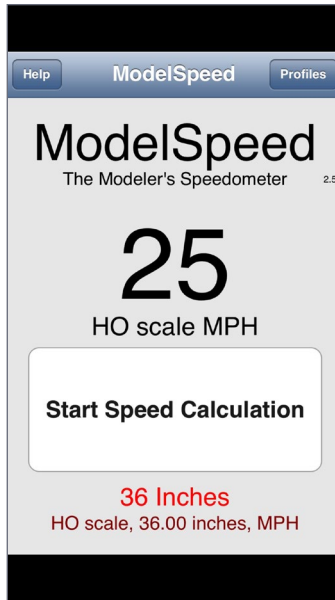 Help ModelSpeed Profiles
ModelSpeed
The Modeler's Speedometer 2.5
25
HO scale MPH
Start Speed Calculation
36 Inches
HO scale, 36.00 inches, MPH